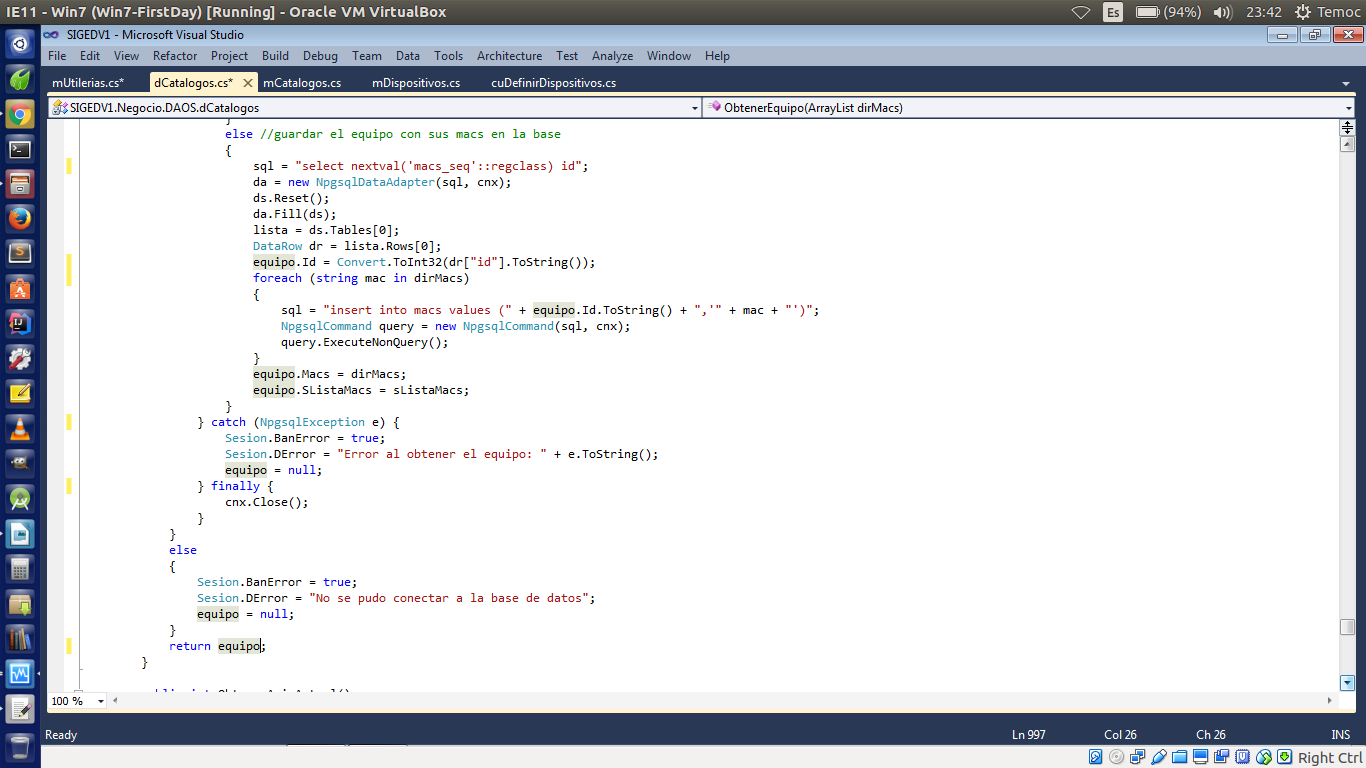 IE11 - Win7 (Win7-FirstDay) [Running] - Oracle VM VirtualBox
Es (94%) 23:42 Temoc
SIGEDV1 - Microsoft Visual Studio
File Edit View Refactor Project Build Debug Team Data Tools Architecture Test Analyze Window Help
mUtilerias.cs* dCatalogos.cs* mCatalogos.cs mDispositivos.cs cuDefinirDispositivos.cs
SIGEDV1.Negocio.DAOS.dCatalogos ObtenerEquipo(ArrayList dirMacs)
}
else //guardar el equipo con sus macs en la base
{
sql = "select nextval('macs_seq'::regclass) id";
da = new NpgsqlDataAdapter(sql, cnx);
ds.Reset();
da.Fill(ds);
lista = ds.Tables[0];
DataRow dr = lista.Rows[0];
equipo.Id = Convert.ToInt32(dr["id"].ToString());
foreach (string mac in dirMacs)
{
sql = "insert into macs values (" + equipo.Id.ToString() + ",'" + mac + "')";
NpgsqlCommand query = new NpgsqlCommand(sql, cnx);
query.ExecuteNonQuery();
}
equipo.Macs = dirMacs;
equipo.SListaMacs = sListaMacs;
}
} catch (NpgsqlException e) {
Sesion.BanError = true;
Sesion.DError = "Error al obtener el equipo: " + e.ToString();
equipo = null;
} finally {
cnx.Close();
}
}
else
{
Sesion.BanError = true;
Sesion.DError = "No se pudo conectar a la base de datos";
equipo = null;
}
return equipo;
}
100 %
Ready Ln 997 Col 26 Ch 26 INS
Right Ctrl